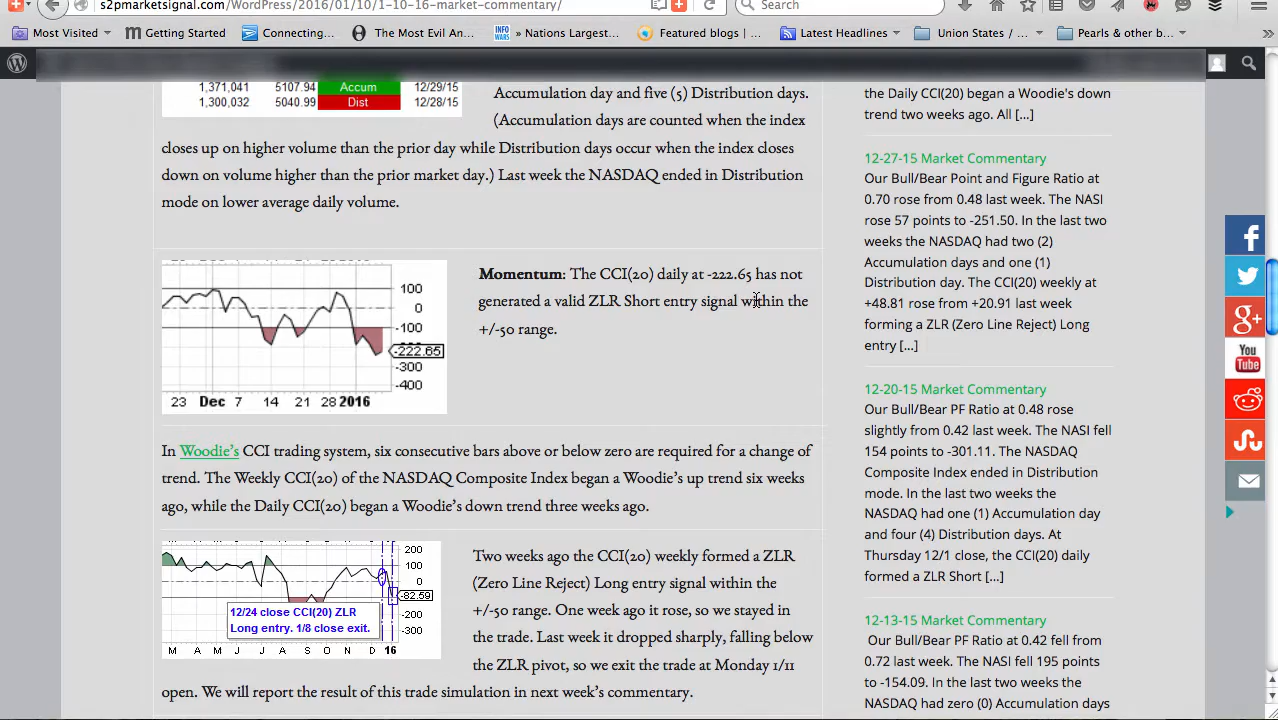 s2pmarketsignal.com/WordPress/2016/01/10/1-10-16-market-commentary/
Search
Most Visited
Getting Started
Connecting...
The Most Evil An...
INFO WARS
» Nations Largest...
Featured blogs | ...
Latest Headlines
Union States / ...
Pearls & other b...
1,371,041 5107.94 Accum 12/29/15
1,300,032 5040.99 Dist 12/28/15
Accumulation day and five (5) Distribution days.
(Accumulation days are counted when the index
closes up on higher volume than the prior day while Distribution days occur when the index closes
down on volume higher than the prior market day.) Last week the NASDAQ ended in Distribution
mode on lower average daily volume.
100
0
-100
-222.65
-300
-400
23 Dec 7 14 21 28 2016
Momentum: The CCI(20) daily at -222.65 has not
generated a valid ZLR Short entry signal within the
+/-50 range.
In Woodie's CCI trading system, six consecutive bars above or below zero are required for a change of
trend. The Weekly CCI(20) of the NASDAQ Composite Index began a Woodie's up trend six weeks
ago, while the Daily CCI(20) began a Woodie's down trend three weeks ago.
200
100
0
-82.59
-200
-300
12/24 close CCI(20) ZLR
Long entry. 1/8 close exit.
M A M J J A S O N D 16
Two weeks ago the CCI(20) weekly formed a ZLR
(Zero Line Reject) Long entry signal within the
+/-50 range. One week ago it rose, so we stayed in
the trade. Last week it dropped sharply, falling below
the ZLR pivot, so we exit the trade at Monday 1/11
open. We will report the result of this trade simulation in next week's commentary.
the Daily CCI(20) began a Woodie's down
trend two weeks ago. All [...]
12-27-15 Market Commentary
Our Bull/Bear Point and Figure Ratio at
0.70 rose from 0.48 last week. The NASI
rose 57 points to -251.50. In the last two
weeks the NASDAQ had two (2)
Accumulation days and one (1)
Distribution day. The CCI(20) weekly at
+48.81 rose from +20.91 last week
forming a ZLR (Zero Line Reject) Long
entry [...]
12-20-15 Market Commentary
Our Bull/Bear PF Ratio at 0.48 rose
slightly from 0.42 last week. The NASI fell
154 points to -301.11. The NASDAQ
Composite Index ended in Distribution
mode. In the last two weeks the
NASDAQ had one (1) Accumulation day
and four (4) Distribution days. At
Thursday 12/1 close, the CCI(20) daily
formed a ZLR Short [...]
12-13-15 Market Commentary
Our Bull/Bear PF Ratio at 0.42 fell from
0.72 last week. The NASI fell 195 points
to -154.09. In the last two weeks the
NASDAQ had zero (0) Accumulation days
You
Tube